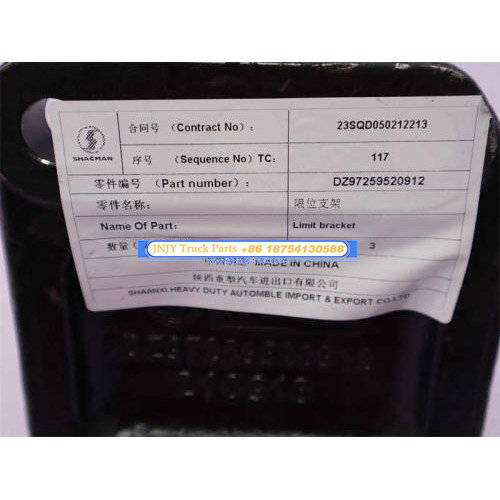 合同号 (Contract No): 23SQD050212213
SHACMAN
序号 (Sequence No) TC: 117
零件编号 (Part number): DZ97259520912
零件名称: 限位支架
Name Of Part: Limit bracket
数量( 3
JNJY Truck Parts +86 18754130588
MADE IN CHINA
陕西重型汽车进出口有限公司
SHAANXI HEAVY DUTY AUTOMBLE IMPORT & EXPORT CO.LTD